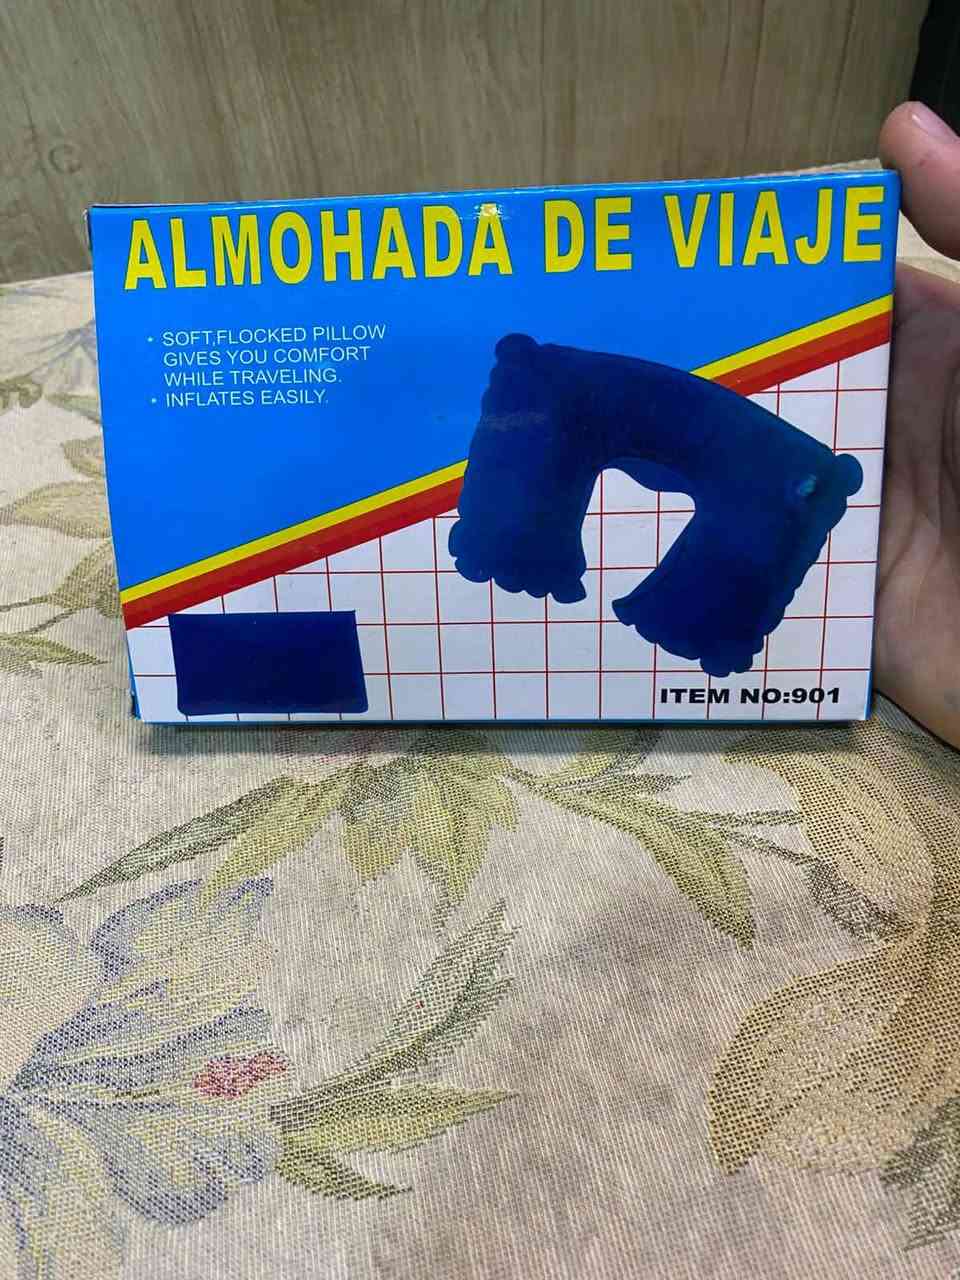 ALMOHADA DE VIAJE
• SOFT,FLOCKED PILLOW
GIVES YOU COMFORT
WHILE TRAVELING.
• INFLATES EASILY.
ITEM NO:901